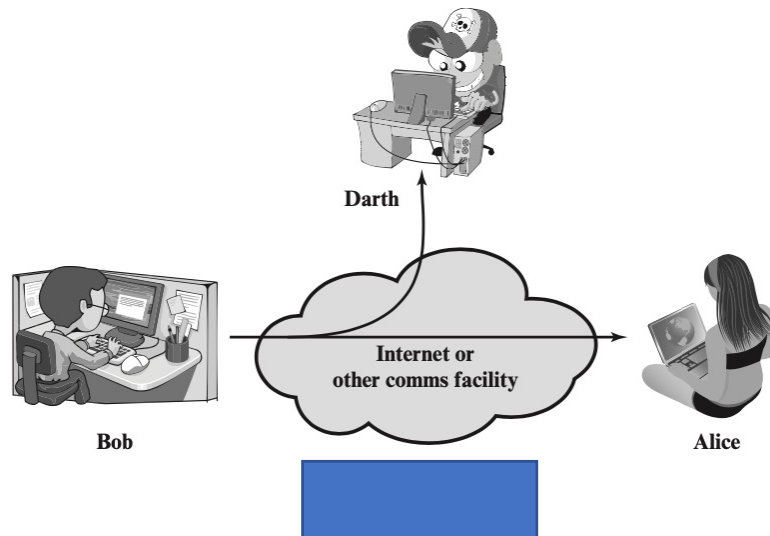 Darth
Internet or
other comms facility
Bob
Alice